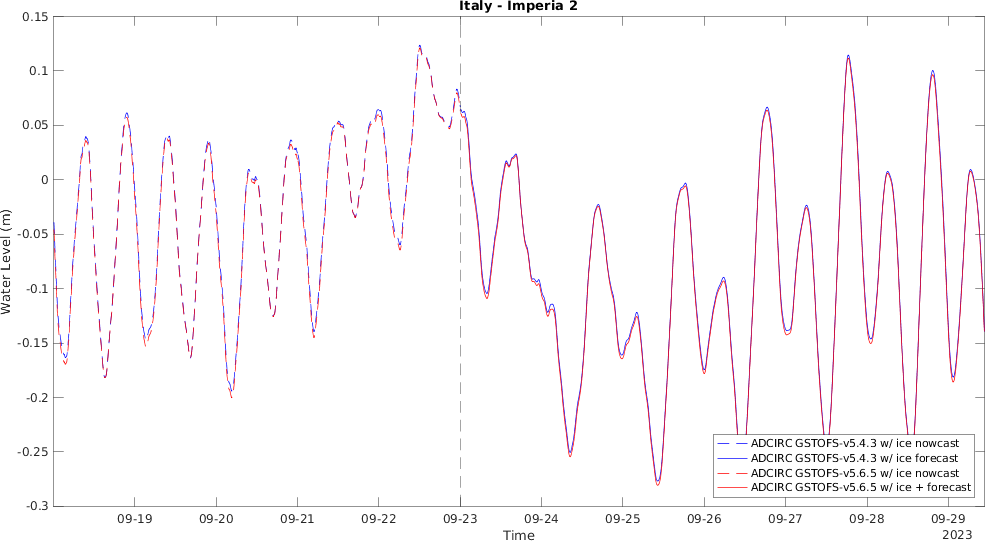 Italy - Imperia 2
0.15
0.1
0.05
0
-0.05
-0.1
-0.15
-0.2
-0.25
-0.3
Water Level (m)
ADCIRC GSTOFS-v5.4.3 w/ ice nowcast
ADCIRC GSTOFS-v5.4.3 w/ ice forecast
ADCIRC GSTOFS-v5.6.5 w/ ice nowcast
ADCIRC GSTOFS-v5.6.5 w/ ice + forecast
09-19 09-20 09-21 09-22 09-23 09-24 09-25 09-26 09-27 09-28 09-29
Time 2023